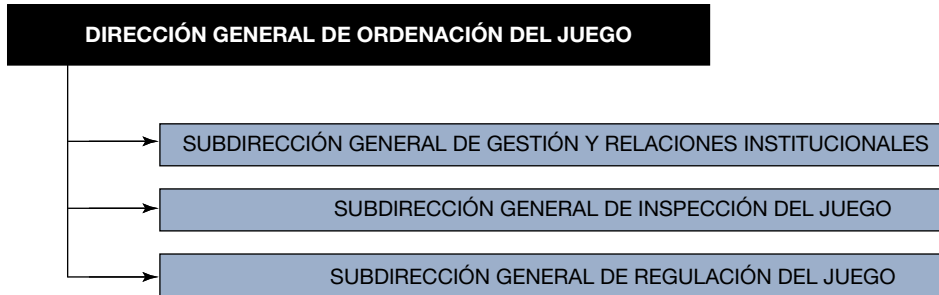 DIRECCIÓN GENERAL DE ORDENACIÓN DEL JUEGO
SUBDIRECCIÓN GENERAL DE GESTIÓN Y RELACIONES INSTITUCIONALES
SUBDIRECCIÓN GENERAL DE INSPECCIÓN DEL JUEGO
SUBDIRECCIÓN GENERAL DE REGULACIÓN DEL JUEGO